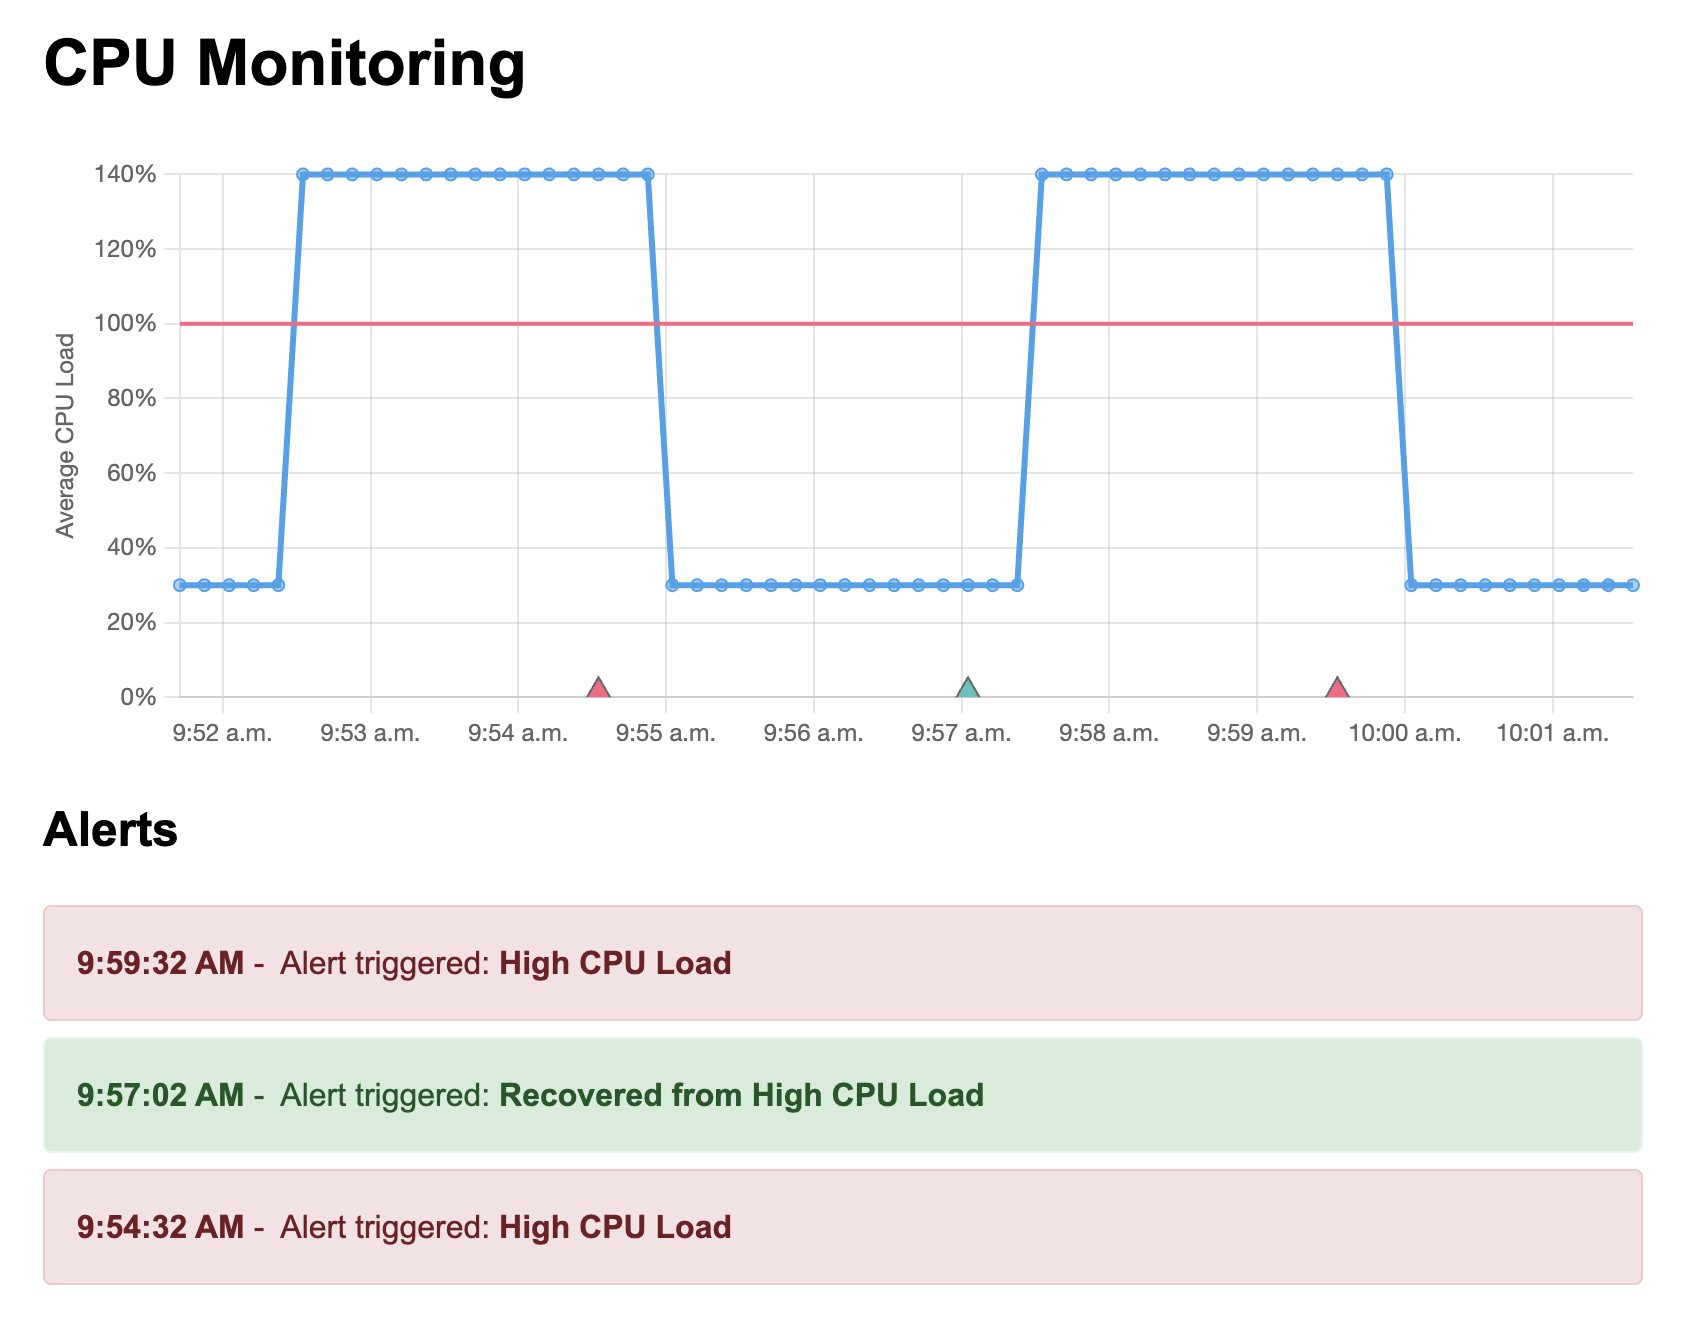 CPU Monitoring
140%
120%
100%
80%
60%
40%
20%
0%
Average CPU Load
9:52 a.m. 9:53 a.m. 9:54 a.m. 9:55 a.m. 9:56 a.m. 9:57 a.m. 9:58 a.m. 9:59 a.m. 10:00 a.m. 10:01 a.m.
Alerts
9:59:32 AM - Alert triggered: High CPU Load
9:57:02 AM - Alert triggered: Recovered from High CPU Load
9:54:32 AM - Alert triggered: High CPU Load